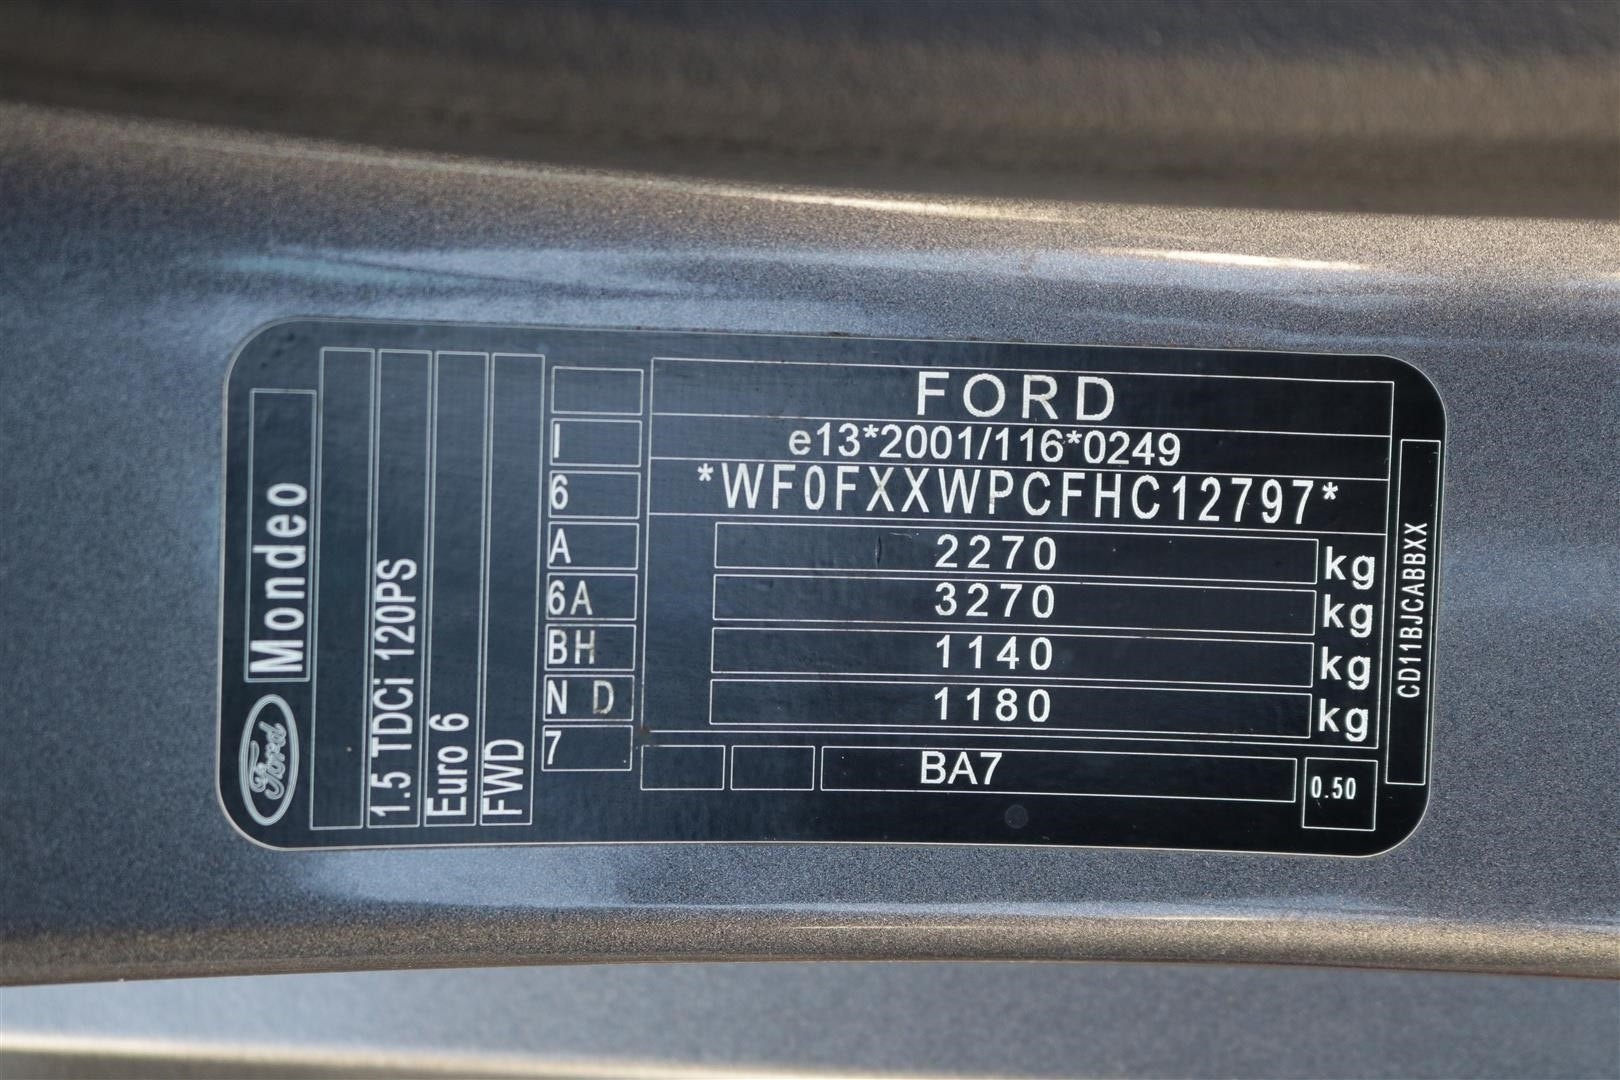 Ford
Mondeo
1.5 TDCi 120PS
Euro 6
FWD
I
6
A
6A
BH
N D
7
FORD
e13*2001/116*0249
*WF0FXXWPCFHC12797*
2270 kg
3270 kg
1140 kg
1180 kg
BA7
0.50
CD11BJCABBXX